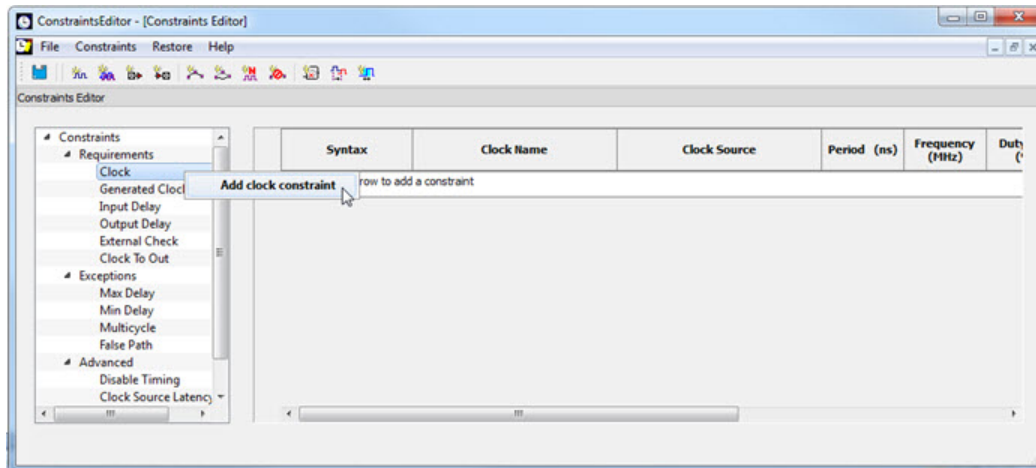 ConstraintsEditor - [Constraints Editor]
File Constraints Restore Help
Constraints Editor
Constraints
Requirements
Clock
Generated Cloc
Input Delay
Output Delay
External Check
Clock To Out
Exceptions
Max Delay
Min Delay
Multicycle
False Path
Advanced
Disable Timing
Clock Source Latency
Add clock constraint
Syntax Clock Name Clock Source Period (ns) Frequency (MHz) Duty
row to add a constraint